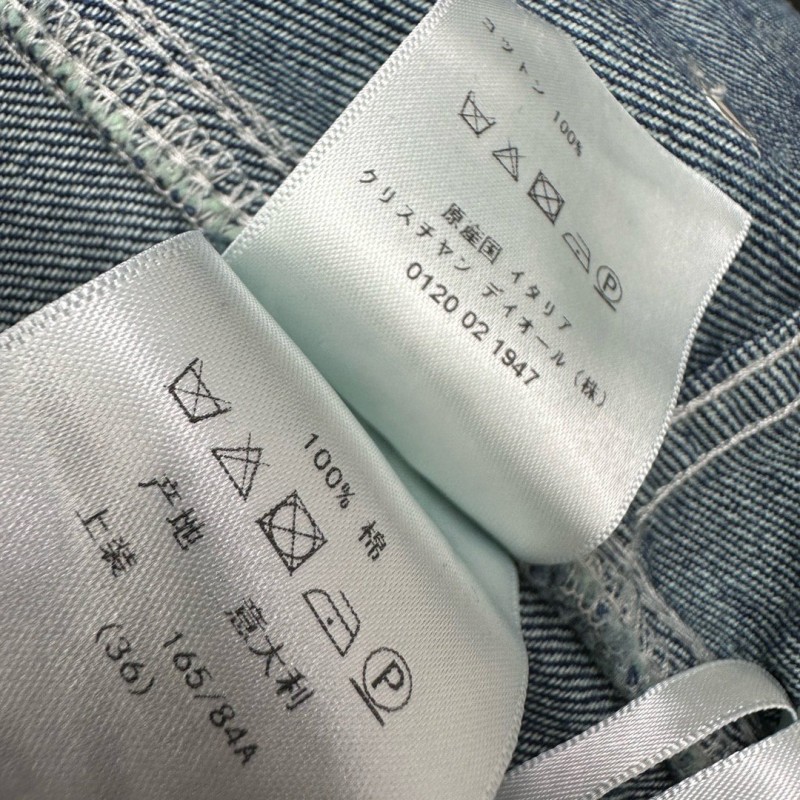 コットン 100%
P
原産国 イタリア
クリスチャン ディオール（株）
0120 02 1947
100% 棉
P
产地 意大利
上装 165/84A
(36)